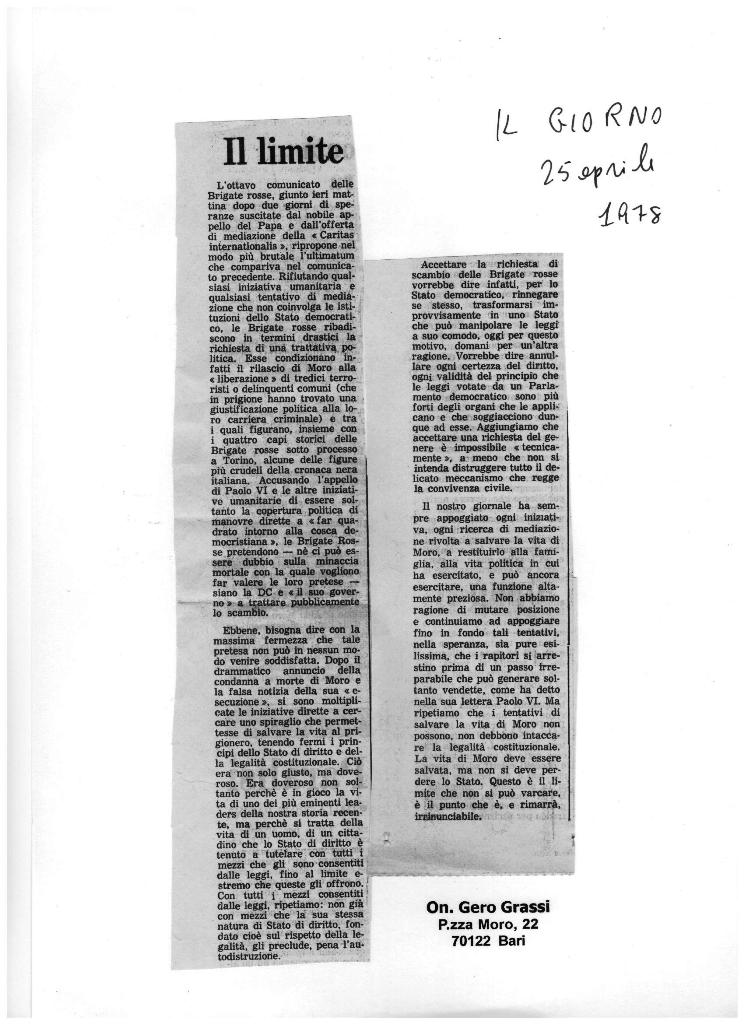 IL GIORNO
25 aprile
1978
Il limite
L'ottavo comunicato delle
Brigate rosse, giunto ieri mat-
tina dopo due giorni di spe-
ranze suscitate dal nobile ap-
pello del Papa e dall'offerta
di mediazione della « Caritas
internationalis », ripropone nel
modo più brutale l'ultimatum
che compariva nel comunica-
to precedente. Rifiutando qual-
siasi iniziativa umanitaria e
qualsiasi tentativo di media-
zione che non coinvolga le isti-
tuzioni dello Stato democrati-
co, le Brigate rosse ribadi-
scono in termini drastici la
richiesta di una trattativa po-
litica. Esse condizionano in-
fatti il rilascio di Moro alla
« liberazione » di tredici terro-
risti o delinquenti comuni (che
in prigione hanno trovato una
giustificazione politica alla lo-
ro carriera criminale) e tra
i quali figurano, insieme con
i quattro capi storici delle
Brigate rosse sotto processo
a Torino, alcune delle figure
più crudeli della cronaca nera
italiana. Accusando l'appello
di Paolo VI e le altre iniziati-
ve umanitarie di essere sol-
tanto la copertura politica di
manovre dirette a « far qua-
drato intorno alla cosca de-
mocristiana », le Brigate Ros-
se pretendono — nè ci può es-
sere dubbio sulla minaccia
mortale con la quale vogliono
far valere le loro pretese —
siano la DC e « il suo gover-
no » a trattare pubblicamente
lo scambio.
Ebbene, bisogna dire con la
massima fermezza che tale
pretesa non può in nessun mo-
do venire soddisfatta. Dopo il
drammatico annuncio della
condanna a morte di Moro e
la falsa notizia della sua « e-
secuzione », si sono moltipli-
cate le iniziative dirette a cer-
care uno spiraglio che permet-
tesse di salvare la vita al pri-
gionero, tenendo fermi i prin-
cipi dello Stato di diritto e del-
la legalità costituzionale. Ciò
era non solo giusto, ma dove-
roso. Era doveroso non sol-
tanto perchè è in gioco la vi-
ta di uno dei più eminenti lea-
ders della nostra storia recen-
te, ma perchè si tratta della
vita di un uomo, di un citta-
dino che lo Stato di diritto è
tenuto a tutelare con tutti i
mezzi che gli sono consentiti
dalle leggi, fino al limite e-
stremo che queste gli offrono.
Con tutti i mezzi consentiti
dalle leggi, ripetiamo: non già
con mezzi che la sua stessa
natura di Stato di diritto, fon-
dato cioè sul rispetto della le-
galità, gli preclude, pena l'au-
todistruzione.
Accettare la richiesta di
scambio delle Brigate rosse
vorrebbe dire infatti, per lo
Stato democratico, rinnegare
se stesso, trasformarsi im-
provvisamente in uno Stato
che può manipolare le leggi
a suo comodo, oggi per questo
motivo, domani per un'altra
ragione. Vorrebbe dire annul-
lare ogni certezza del diritto,
ogni validità del principio che
le leggi votate da un Parla-
mento democratico sono più
forti degli organi che le appli-
cano e che soggiacciono dun-
que ad esse. Aggiungiamo che
accettare una richiesta del ge-
nere è impossibile « tecnica-
mente », a meno che non si
intenda distruggere tutto il de-
licato meccanismo che regge
la convivenza civile.
Il nostro giornale ha sem-
pre appoggiato ogni iniziati-
va, ogni ricerca di mediazio-
ne rivolta a salvare la vita di
Moro, a restituirlo alla fami-
glia, alla vita politica in cui
ha esercitato, e può ancora
esercitare, una funzione alta-
mente preziosa. Non abbiamo
ragione di mutare posizione
e continuiamo ad appoggiare
fino in fondo tali tentativi,
nella speranza, sia pure esi-
lissima, che i rapitori si arre-
stino prima di un passo irre-
parabile che può generare sol-
tanto vendette, come ha detto
nella sua lettera Paolo VI. Ma
ripetiamo che i tentativi di
salvare la vita di Moro non
possono, non debbono intacca-
re la legalità costituzionale.
La vita di Moro deve essere
salvata, ma non si deve per-
dere lo Stato. Questo è il li-
mite che non si può varcare,
è il punto che è, e rimarrà,
irrinunciabile.
On. Gero Grassi
P.zza Moro, 22
70122 Bari